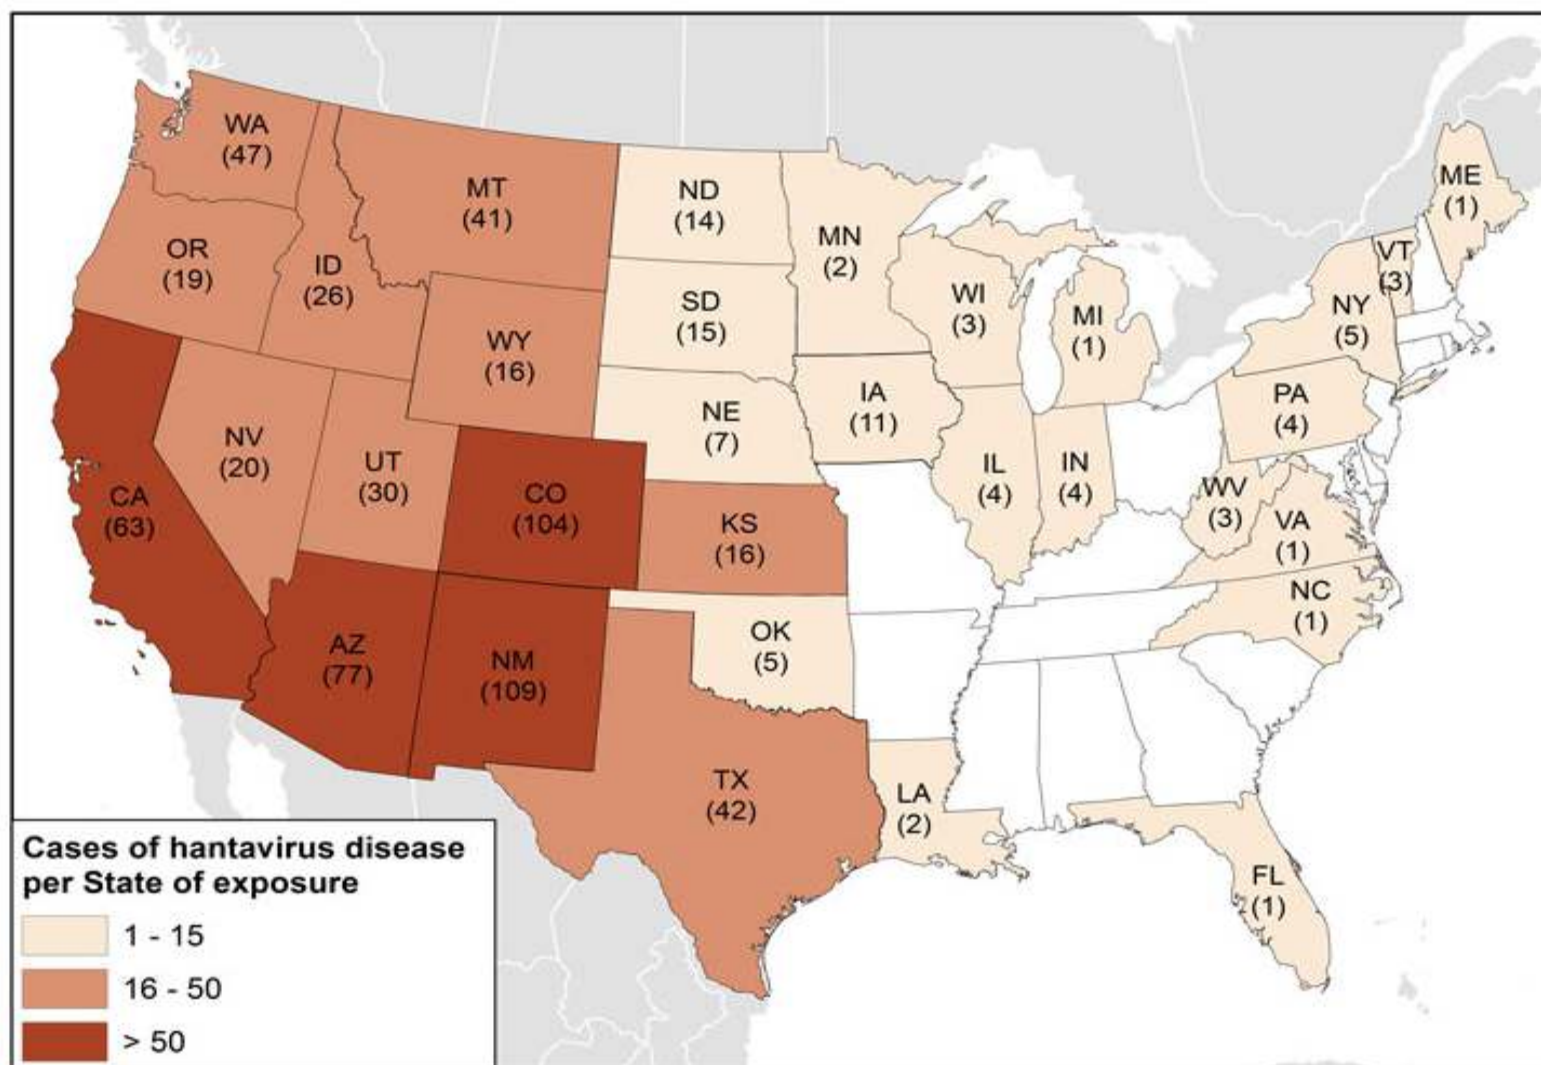 WA
(47)
MT
(41)
ND
(14)
ME
(1)
OR
(19)
ID
(26)
MN
(2)
VT
(3)
SD
(15)
WI
(3)
MI
(1)
NY
(5)
WY
(16)
IA
(11)
PA
(4)
NE
(7)
NV
(20)
UT
(30)
CO
(104)
IL
(4)
IN
(4)
WV
(3)
CA
(63)
KS
(16)
VA
(1)
NC
(1)
AZ
(77)
NM
(109)
OK
(5)
TX
(42)
LA
(2)
FL
(1)
Cases of hantavirus disease
per State of exposure
1 - 15
16 - 50
> 50